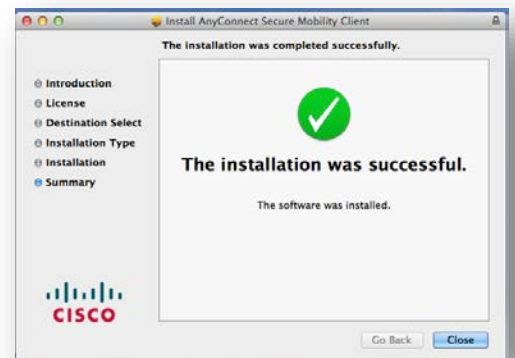 Install AnyConnect Secure Mobility Client
The installation was completed successfully.
Introduction
License
Destination Select
Installation Type
Installation
Summary
The installation was successful.
The software was installed.
CISCO
Go Back
Close